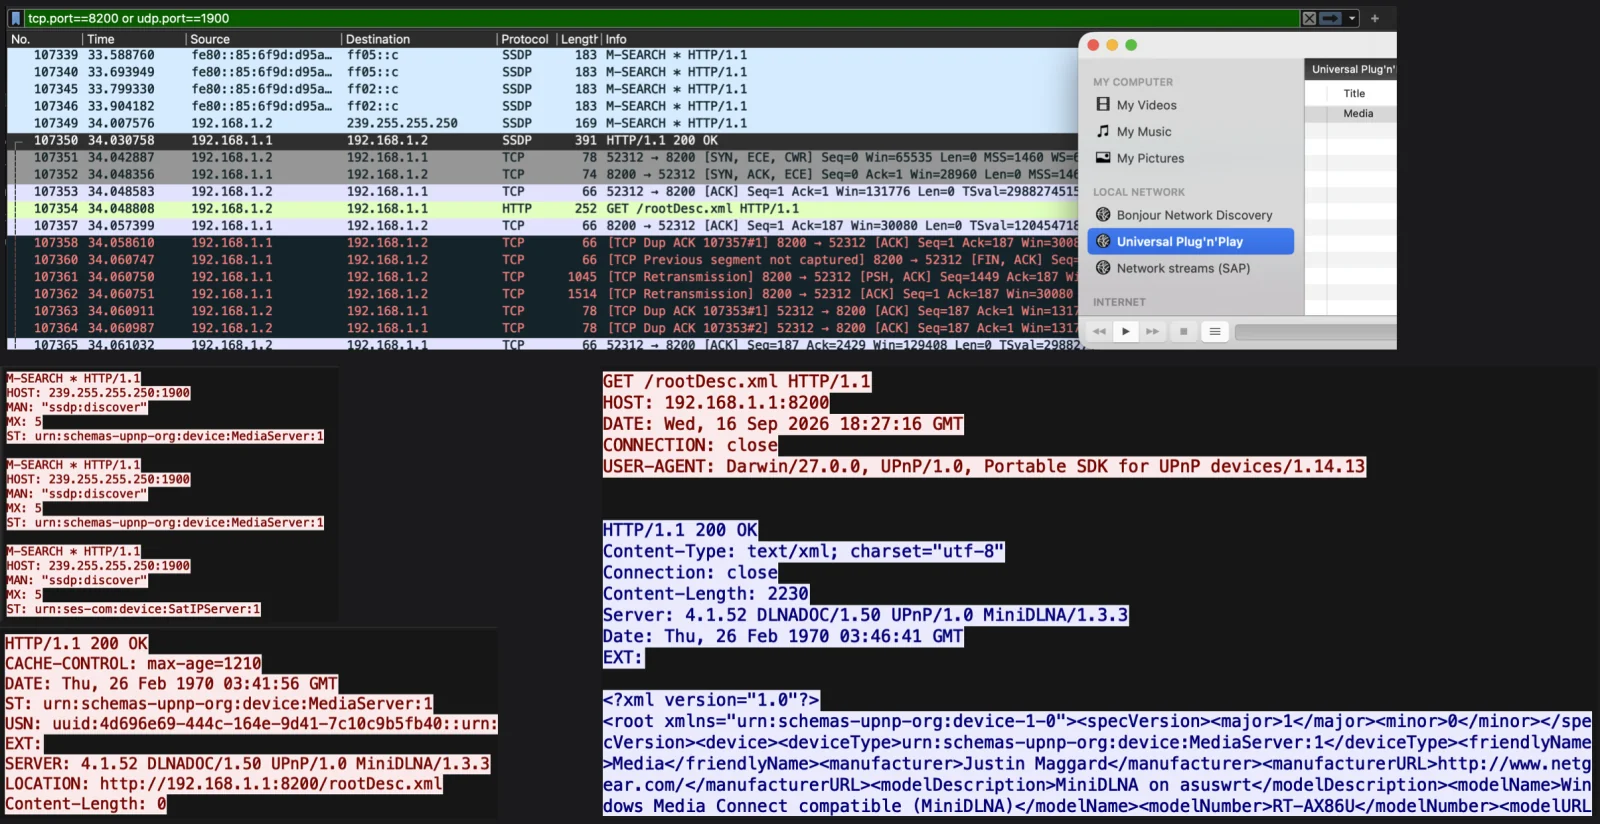 tcp.port==8200 or udp.port==1900
No. Time Source Destination Protocol Length Info
107339 33.588760 fe80::85:6f9d:d95a… ff05::c SSDP 183 M-SEARCH * HTTP/1.1
107340 33.693949 fe80::85:6f9d:d95a… ff05::c SSDP 183 M-SEARCH * HTTP/1.1
107345 33.799330 fe80::85:6f9d:d95a… ff02::c SSDP 183 M-SEARCH * HTTP/1.1
107346 33.904182 fe80::85:6f9d:d95a… ff02::c SSDP 183 M-SEARCH * HTTP/1.1
107349 34.007576 192.168.1.2 239.255.255.250 SSDP 169 M-SEARCH * HTTP/1.1
107350 34.030758 192.168.1.1 192.168.1.2 SSDP 391 HTTP/1.1 200 OK
107351 34.042887 192.168.1.2 192.168.1.1 TCP 78 52312 → 8200 [SYN, ECE, CWR] Seq=0 Win=65535 Len=0 MSS=1460 WS=6
107352 34.048356 192.168.1.1 192.168.1.2 TCP 74 8200 → 52312 [SYN, ACK, ECE] Seq=0 Ack=1 Win=28960 Len=0 MSS=146
107353 34.048583 192.168.1.2 192.168.1.1 TCP 66 52312 → 8200 [ACK] Seq=1 Ack=1 Win=131776 Len=0 TSval=2988274515
107354 34.048808 192.168.1.2 192.168.1.1 HTTP 252 GET /rootDesc.xml HTTP/1.1
107357 34.057399 192.168.1.1 192.168.1.2 TCP 66 8200 → 52312 [ACK] Seq=1 Ack=187 Win=30080 Len=0 TSval=120454718
107358 34.058610 192.168.1.1 192.168.1.2 TCP 66 [TCP Dup ACK 107357#1] 8200 → 52312 [ACK] Seq=1 Ack=187 Win=3008
107360 34.060747 192.168.1.1 192.168.1.2 TCP 66 [TCP Previous segment not captured] 8200 → 52312 [FIN, ACK] Seq=
107361 34.060750 192.168.1.1 192.168.1.2 TCP 1045 [TCP Retransmission] 8200 → 52312 [PSH, ACK] Seq=1449 Ack=187 Wi
107362 34.060751 192.168.1.1 192.168.1.2 TCP 1514 [TCP Retransmission] 8200 → 52312 [ACK] Seq=1 Ack=187 Win=30080
107363 34.060911 192.168.1.2 192.168.1.1 TCP 78 [TCP Dup ACK 107353#1] 52312 → 8200 [ACK] Seq=187 Ack=1 Win=1317
107364 34.060987 192.168.1.2 192.168.1.1 TCP 78 [TCP Dup ACK 107353#2] 52312 → 8200 [ACK] Seq=187 Ack=1 Win=1317
107365 34.061032 192.168.1.2 192.168.1.1 TCP 66 52312 → 8200 [ACK] Seq=187 Ack=2429 Win=129408 Len=0 TSval=29882
MY COMPUTER
My Videos
My Music
My Pictures
LOCAL NETWORK
Bonjour Network Discovery
Universal Plug'n'Play
Network streams (SAP)
INTERNET
Universal Plug'n'
Title
Media
M-SEARCH * HTTP/1.1
HOST: 239.255.255.250:1900
MAN: "ssdp:discover"
MX: 5
ST: urn:schemas-upnp-org:device:MediaServer:1
M-SEARCH * HTTP/1.1
HOST: 239.255.255.250:1900
MAN: "ssdp:discover"
MX: 5
ST: urn:schemas-upnp-org:device:MediaServer:1
M-SEARCH * HTTP/1.1
HOST: 239.255.255.250:1900
MAN: "ssdp:discover"
MX: 5
ST: urn:ses-com:device:SatIPServer:1
HTTP/1.1 200 OK
CACHE-CONTROL: max-age=1210
DATE: Thu, 26 Feb 1970 03:41:56 GMT
ST: urn:schemas-upnp-org:device:MediaServer:1
USN: uuid:4d696e69-444c-164e-9d41-7c10c9b5fb40::urn:
EXT:
SERVER: 4.1.52 DLNADOC/1.50 UPnP/1.0 MiniDLNA/1.3.3
LOCATION: http://192.168.1.1:8200/rootDesc.xml
Content-Length: 0
GET /rootDesc.xml HTTP/1.1
HOST: 192.168.1.1:8200
DATE: Wed, 16 Sep 2026 18:27:16 GMT
CONNECTION: close
USER-AGENT: Darwin/27.0.0, UPnP/1.0, Portable SDK for UPnP devices/1.14.13
HTTP/1.1 200 OK
Content-Type: text/xml; charset="utf-8"
Connection: close
Content-Length: 2230
Server: 4.1.52 DLNADOC/1.50 UPnP/1.0 MiniDLNA/1.3.3
Date: Thu, 26 Feb 1970 03:46:41 GMT
EXT:
<?xml version="1.0"?>
<root xmlns="urn:schemas-upnp-org:device-1-0"><specVersion><major>1</major><minor>0</minor></spe
cVersion><device><deviceType>urn:schemas-upnp-org:device:MediaServer:1</deviceType><friendlyName
>Media</friendlyName><manufacturer>Justin Maggard</manufacturer><manufacturerURL>http://www.netg
ear.com/</manufacturerURL><modelDescription>MiniDLNA on asuswrt</modelDescription><modelName>Win
dows Media Connect compatible (MiniDLNA)</modelName><modelNumber>RT-AX86U</modelNumber><modelURL